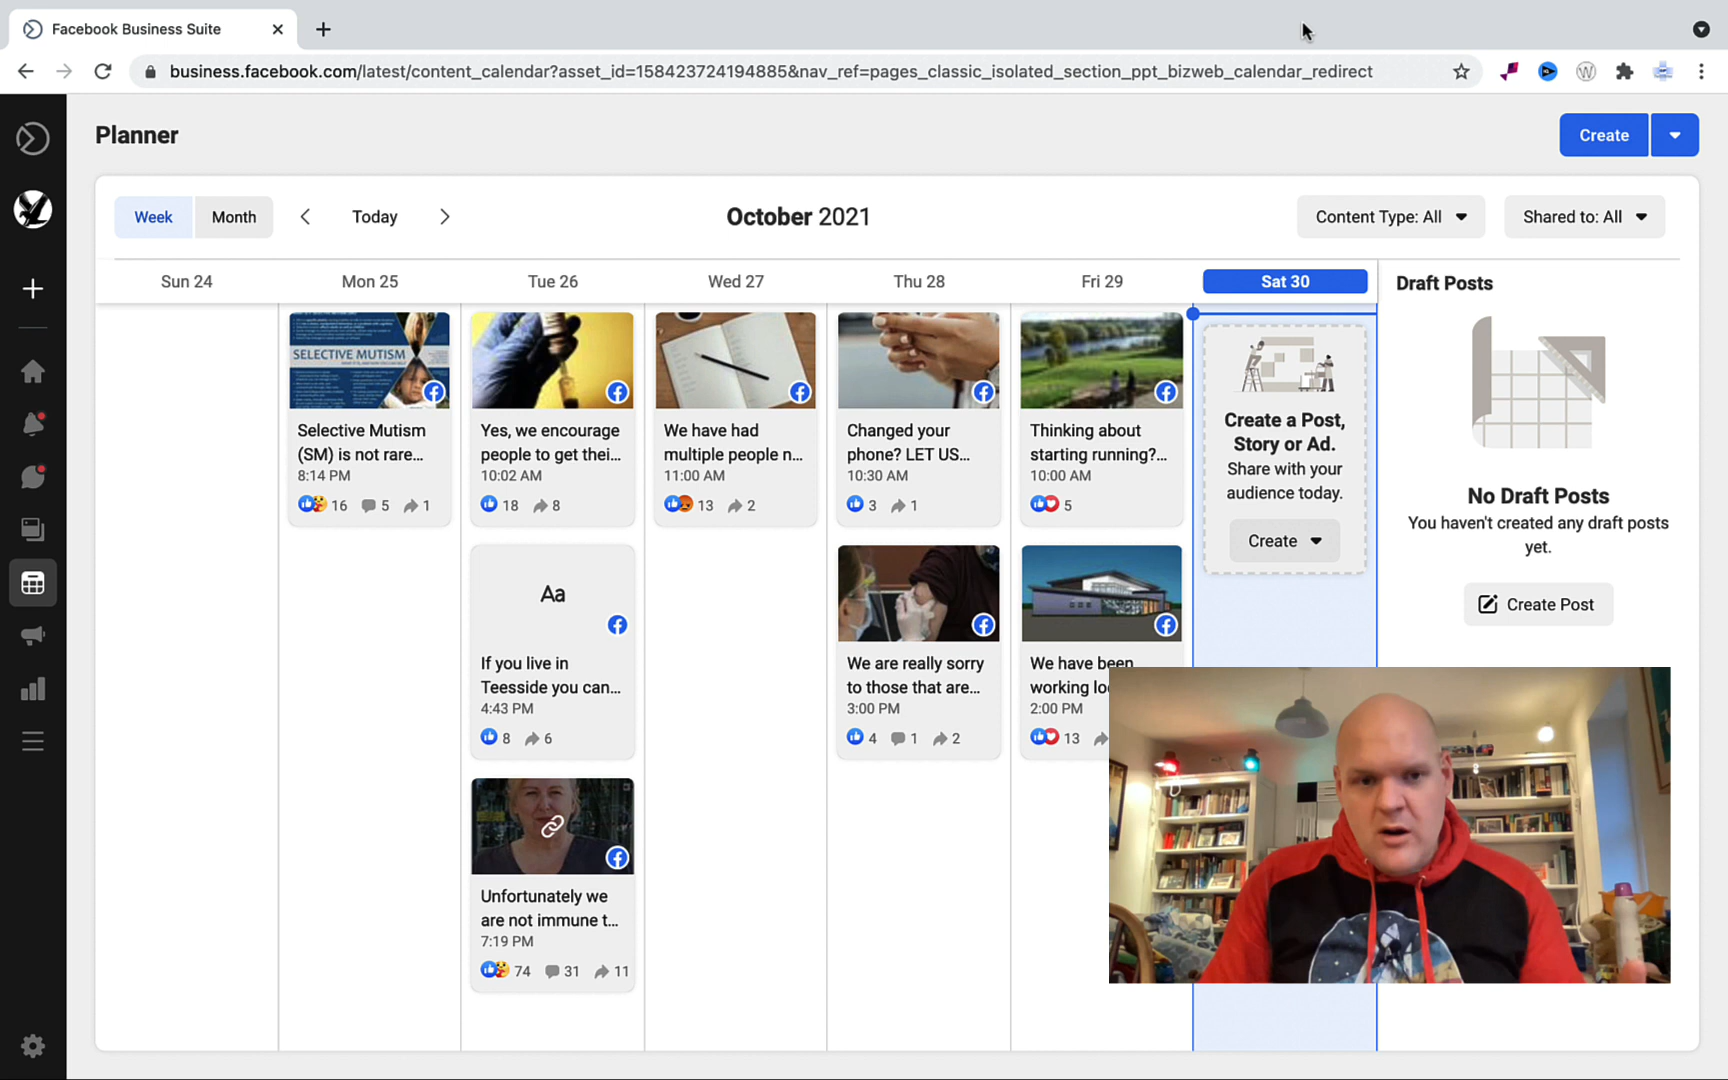 Facebook Business Suite
business.facebook.com/latest/content_calendar?asset_id=158423724194885&nav_ref=pages_classic_isolated_section_ppt_bizweb_calendar_redirect
Planner
Create
Week
Month
Today
October 2021
Content Type: All
Shared to: All
Sun 24
Mon 25
Tue 26
Wed 27
Thu 28
Fri 29
Sat 30
Draft Posts
SELECTIVE MUTISM
Selective Mutism
(SM) is not rare...
8:14 PM
16 5 1
Yes, we encourage
people to get thei...
10:02 AM
18 8
Aa
If you live in
Teesside you can...
4:43 PM
8 6
Unfortunately we
are not immune t...
7:19 PM
74 31 11
We have had
multiple people n...
11:00 AM
13 2
Changed your
phone? LET US...
10:30 AM
3 1
We are really sorry
to those that are...
3:00 PM
4 1 2
Thinking about
starting running?...
10:00 AM
5
We have been
working lo
2:00 PM
13
Create a Post,
Story or Ad.
Share with your
audience today.
Create
No Draft Posts
You haven't created any draft posts
yet.
Create Post